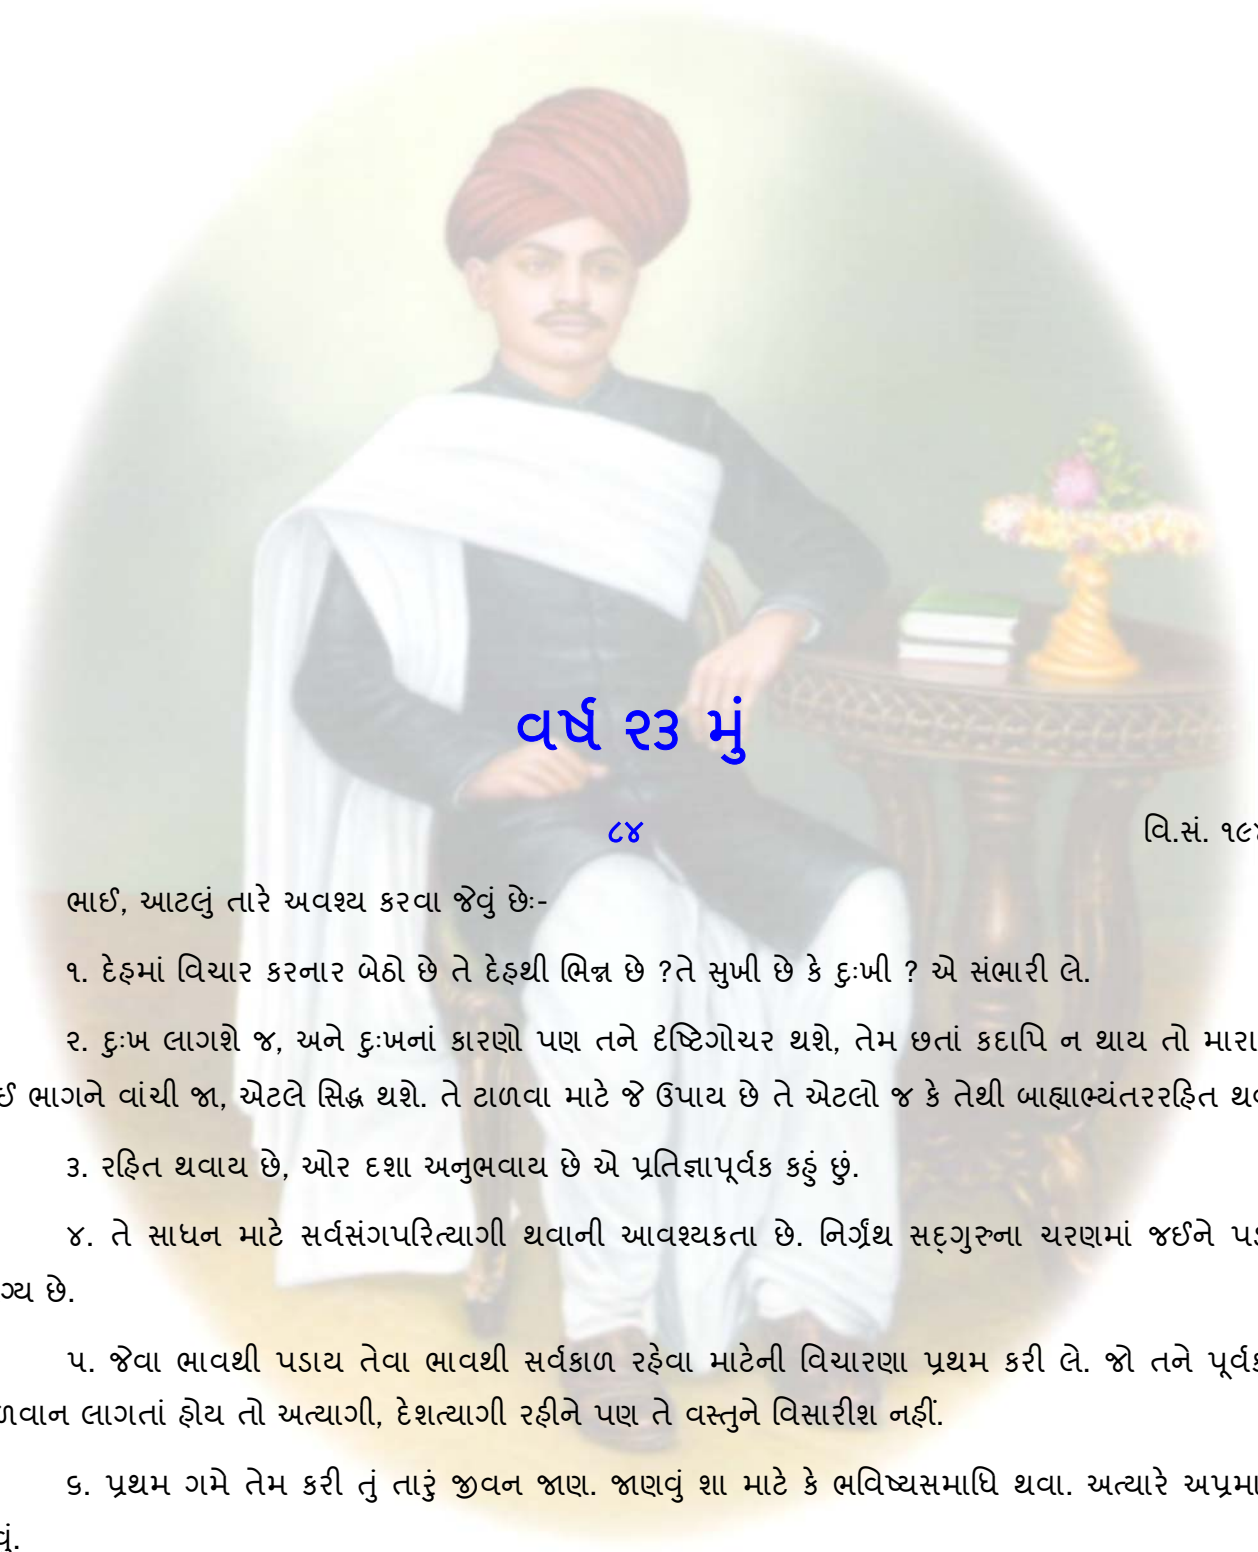 વર્ષ ૨૩ મું
૮૪ વિ.સં.
ભાઈ, આટલું તારે અવશ્ય કરવા જેવું છેઃ-
૧. દેહમાં વિચાર કરનાર બેઠો છે તે દેહથી ભિન્ન છે ?તે સુખી છે કે દુઃખી ? એ સંભારી લે.
૨. દુઃખ લાગશે જ, અને દુઃખનાં કારણો પણ તને દૃષ્ટિગોચર થશે, તેમ છતાં કદાપિ ન થાય તો મારા
ભાગને વાંચી જા, એટલે સિદ્ધ થશે. તે ટાળવા માટે જે ઉપાય છે તે એટલો જ કે તેથી બાહ્યાભ્યંતરરહિત
૩. રહિત થવાય છે, ઓર દશા અનુભવાય છે એ પ્રતિજ્ઞાપૂર્વક કહું છું.
૪. તે સાધન માટે સર્વસંગપરિત્યાગી થવાની આવશ્યકતા છે. નિર્ગ્રંથ સદ્‌ગુરુના ચરણમાં જઈને
છે.
૫. જેવા ભાવથી પડાય તેવા ભાવથી સર્વકાળ રહેવા માટેની વિચારણા પ્રથમ કરી લે. જો તને
લાગતાં હોય તો અત્યાગી, દેશત્યાગી રહીને પણ તે વસ્તુને વિસારીશ નહીં.
૬. પ્રથમ ગમે તેમ કરી તું તારું જીવન જાણ. જાણવું શા માટે કે ભવિષ્યસમાધિ થવા. અત્યારે